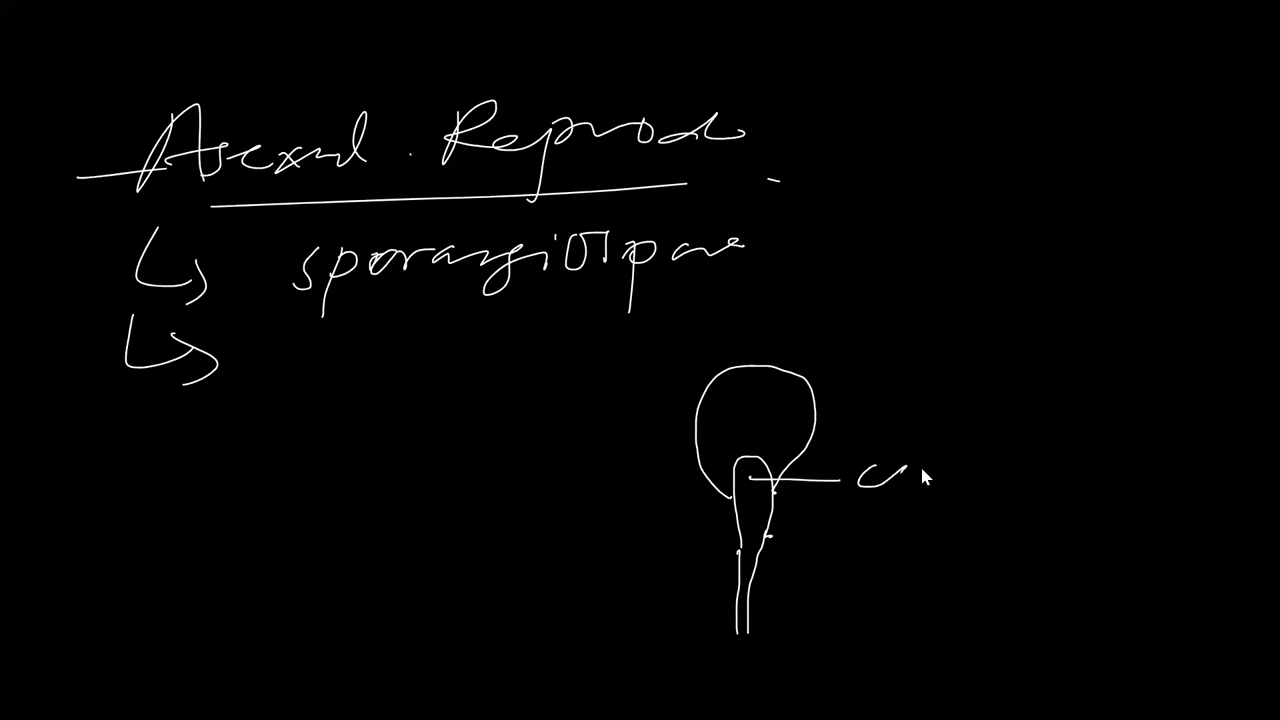 Asexual. Reprod
↳ sporangiospore
↳